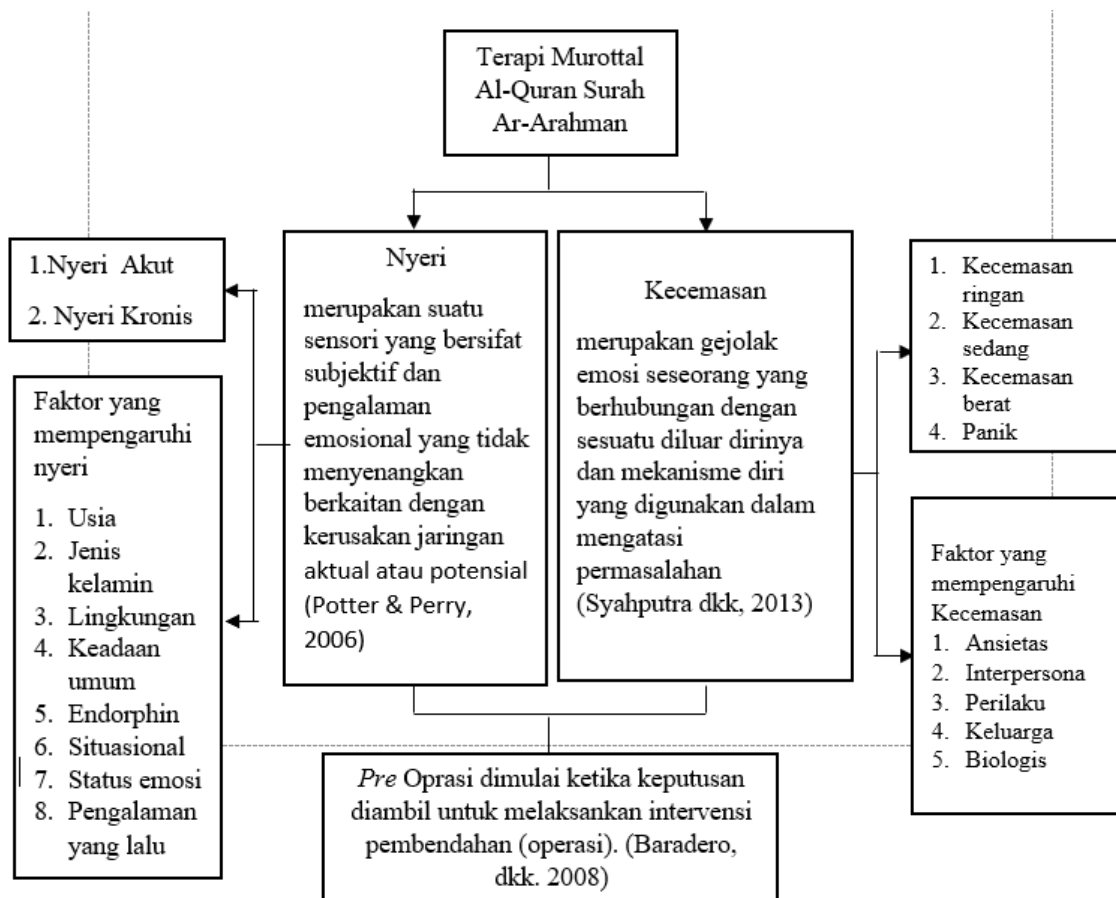 Terapi Murottal
Al-Quran Surah
Ar-Arahman
1.Nyeri Akut
2. Nyeri Kronis
Faktor yang
mempengaruhi
nyeri
1. Usia
2. Jenis
kelamin
3. Lingkungan
4. Keadaan
umum
5. Endorphin
6. Situasional
7. Status emosi
8. Pengalaman
yang lalu
Nyeri
merupakan suatu
sensori yang bersifat
subjektif dan
pengalaman
emosional yang tidak
menyenangkan
berkaitan dengan
kerusakan jaringan
aktual atau potensial
(Potter & Perry,
2006)
Kecemasan
merupakan gejolak
emosi seseorang yang
berhubungan dengan
sesuatu diluar dirinya
dan mekanisme diri
yang digunakan dalam
mengatasi
permasalahan
(Syahputra dkk, 2013)
1. Kecemasan
ringan
2. Kecemasan
sedang
3. Kecemasan
berat
4. Panik
Faktor yang
mempengaruhi
Kecemasan
1. Ansietas
2. Interpersona
3. Perilaku
4. Keluarga
5. Biologis
Pre Oprasi dimulai ketika keputusan
diambil untuk melaksankan intervensi
pembendahan (operasi). (Baradero,
dkk. 2008)